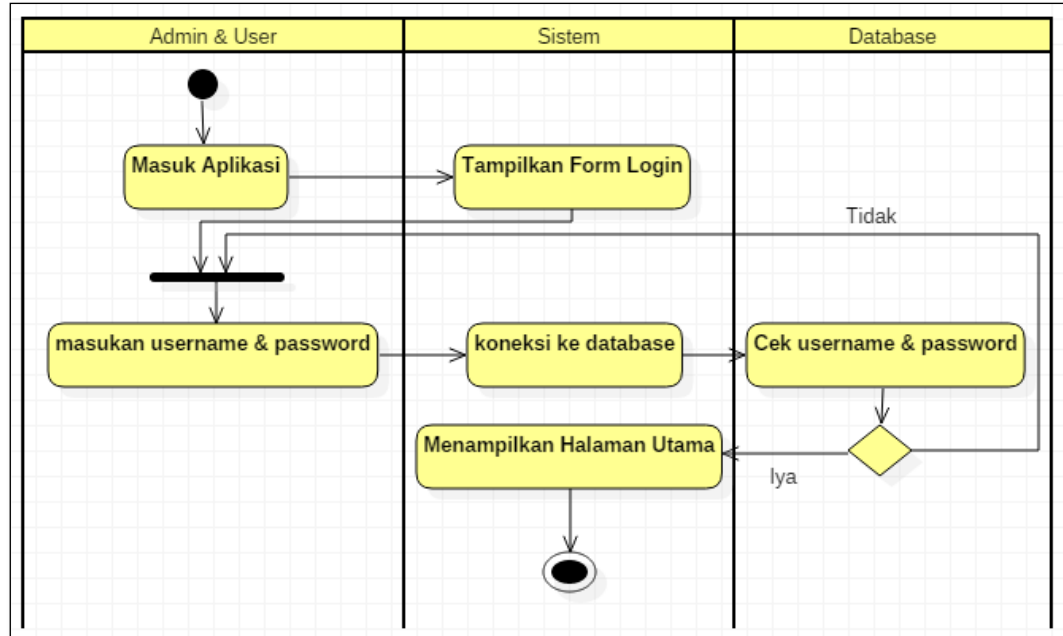 Admin & User
Sistem
Database
Masuk Aplikasi
Tampilkan Form Login
Tidak
masukan username & password
koneksi ke database
Cek username & password
Menampilkan Halaman Utama
Iya